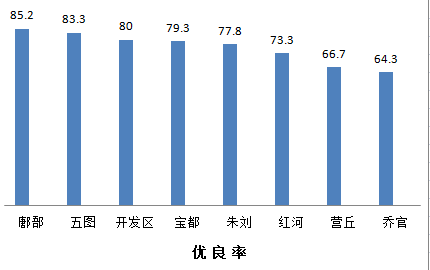 85.2 83.3 80 79.3 77.8 73.3 66.7 64.3
鄌郚 五图 开发区 宝都 朱刘 红河 营丘 乔官
优良率